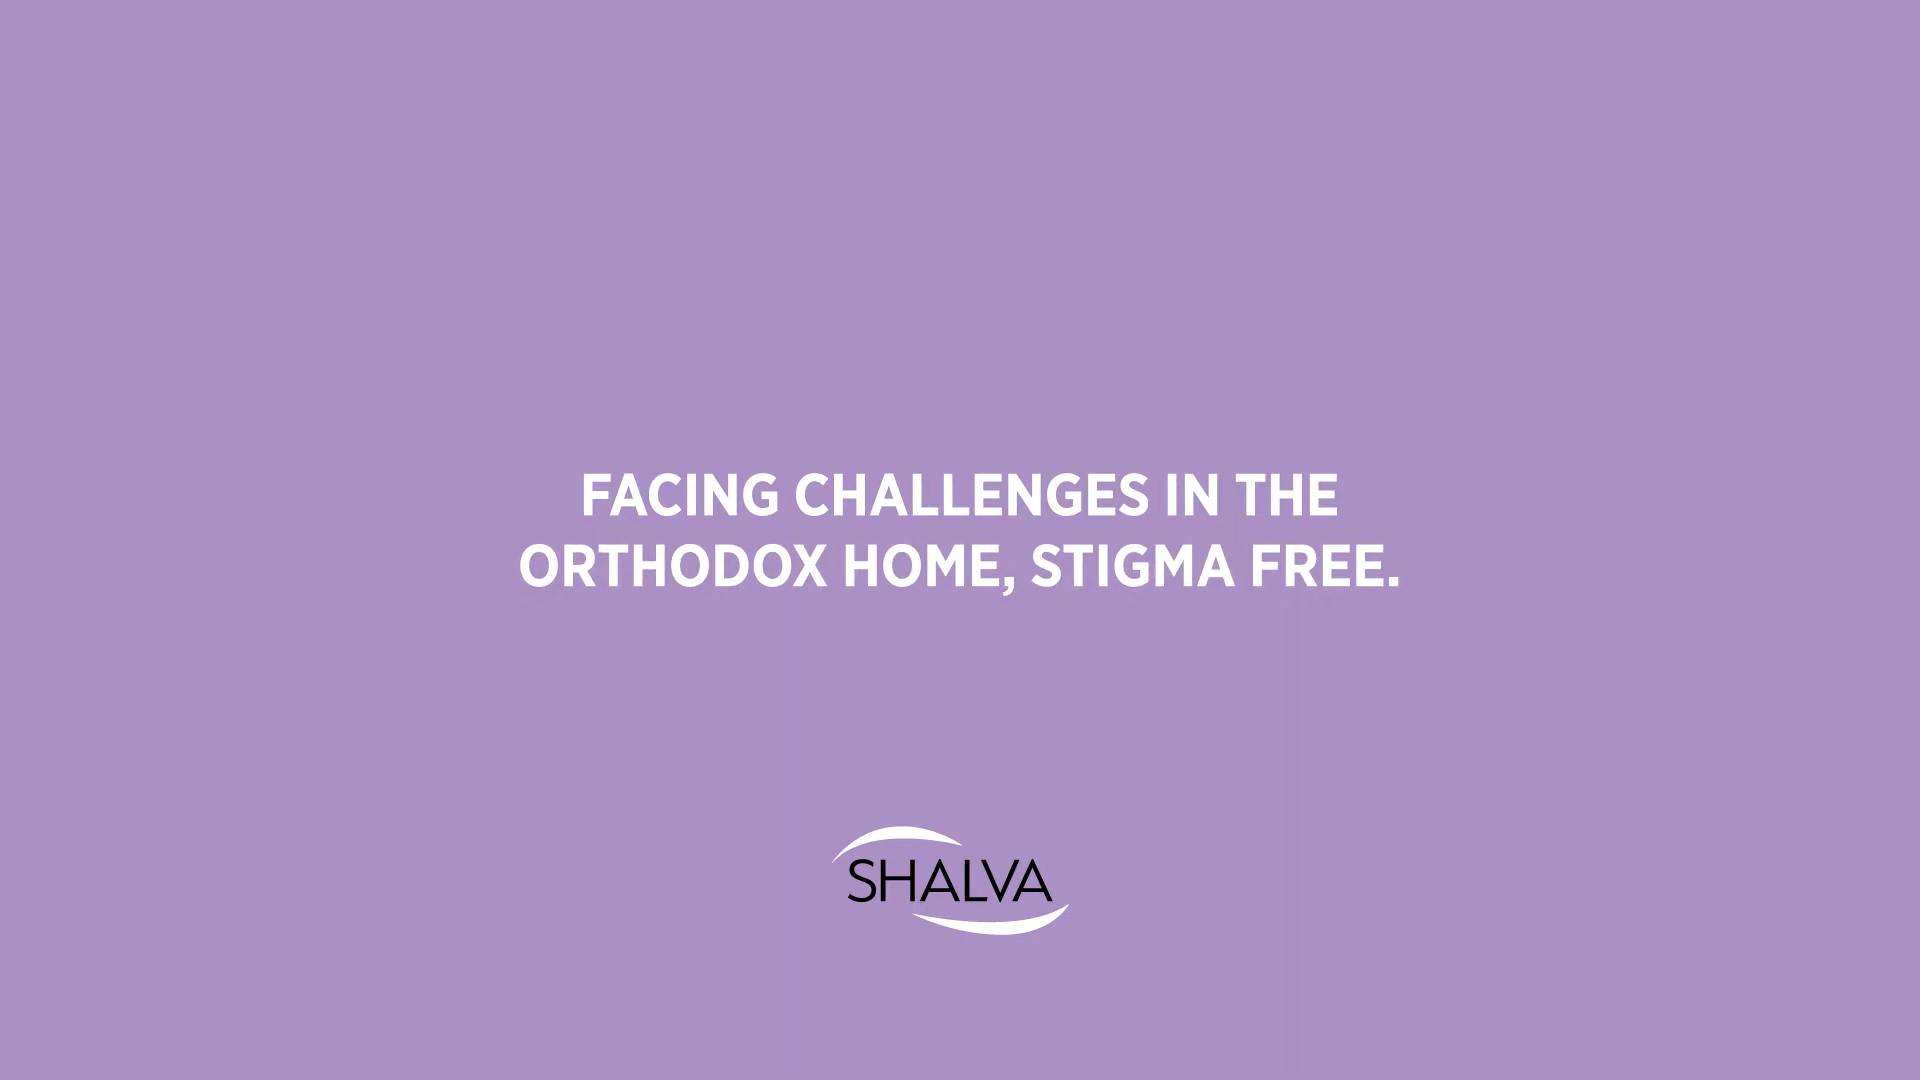 FACING CHALLENGES IN THE
ORTHODOX HOME, STIGMA FREE.
SHALVA